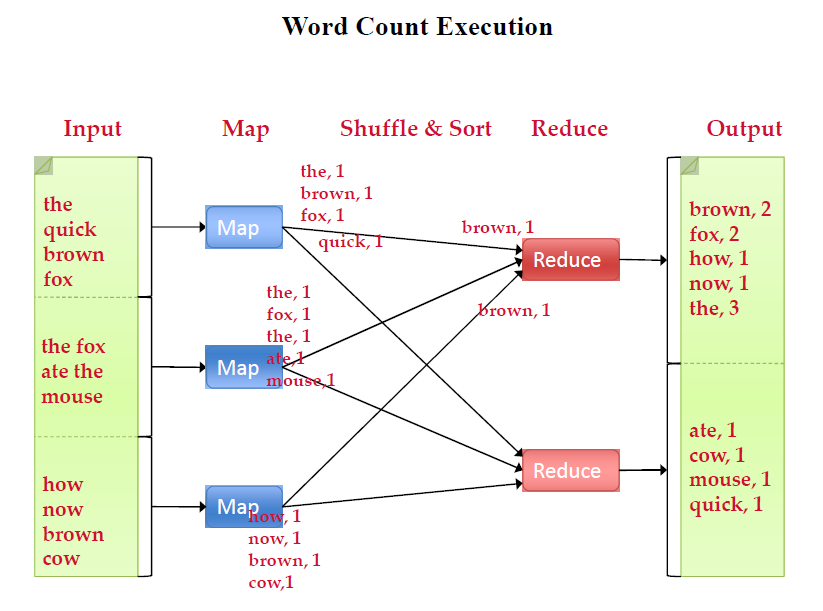 Word Count Execution
Input
Map
Shuffle & Sort
Reduce
Output
the
quick
brown
fox
the fox
ate the
mouse
how
now
brown
cow
Map
the, 1
brown, 1
fox, 1
quick, 1
Map
the, 1
fox, 1
the, 1
ate,1
mouse,1
Map
how, 1
now, 1
brown, 1
cow,1
brown, 1
brown, 1
Reduce
Reduce
brown, 2
fox, 2
how, 1
now, 1
the, 3
ate, 1
cow, 1
mouse, 1
quick, 1